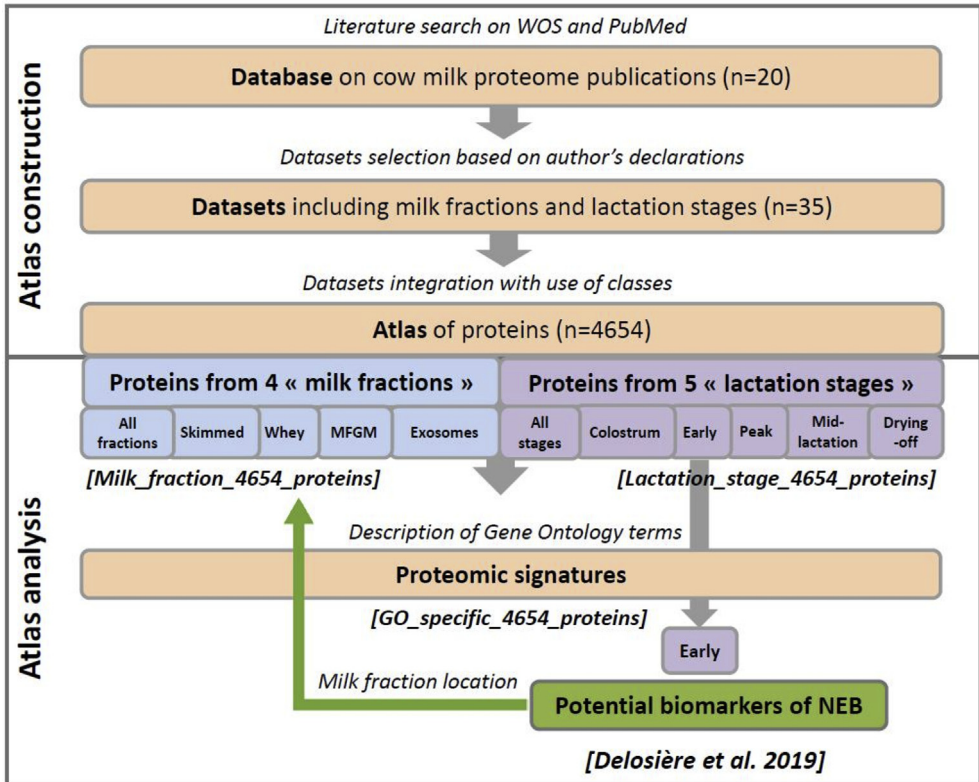 Atlas construction
Literature search on WOS and PubMed
Database on cow milk proteome publications (n=20)
Datasets selection based on author's declarations
Datasets including milk fractions and lactation stages (n=35)
Datasets integration with use of classes
Atlas of proteins (n=4654)
Atlas analysis
Proteins from 4 « milk fractions »
Proteins from 5 « lactation stages »
All
fractions
Skimmed
Whey
MFGM
Exosomes
All
stages
Colostrum
Early
Peak
Mid-
lactation
Drying
-off
[Milk_fraction_4654_proteins]
[Lactation_stage_4654_proteins]
Description of Gene Ontology terms
Proteomic signatures
[GO_specific_4654_proteins]
Early
Milk fraction location
Potential biomarkers of NEB
[Delosière et al. 2019]